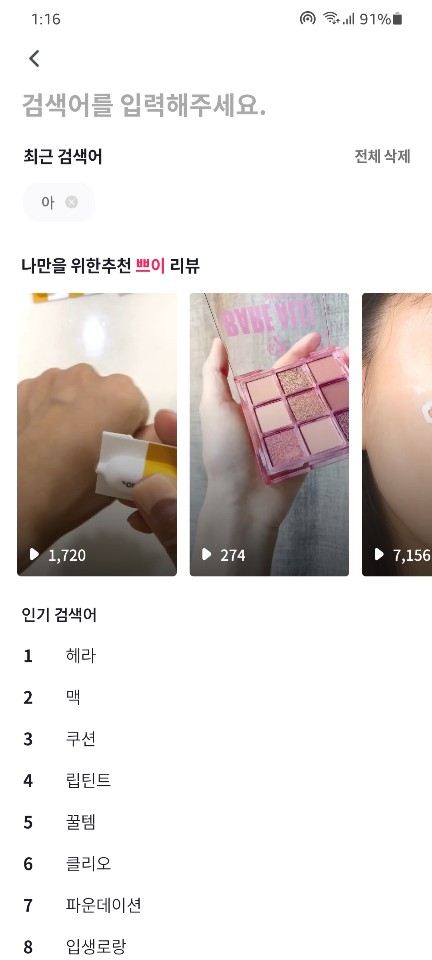 1:16
91%
검색어를 입력해주세요.
최근 검색어
전체 삭제
아
나만을 위한추천 쁘이 리뷰
1,720
274
7,156
인기 검색어
1 헤라
2 맥
3 쿠션
4 립틴트
5 꿀템
6 클리오
7 파운데이션
8 입생로랑